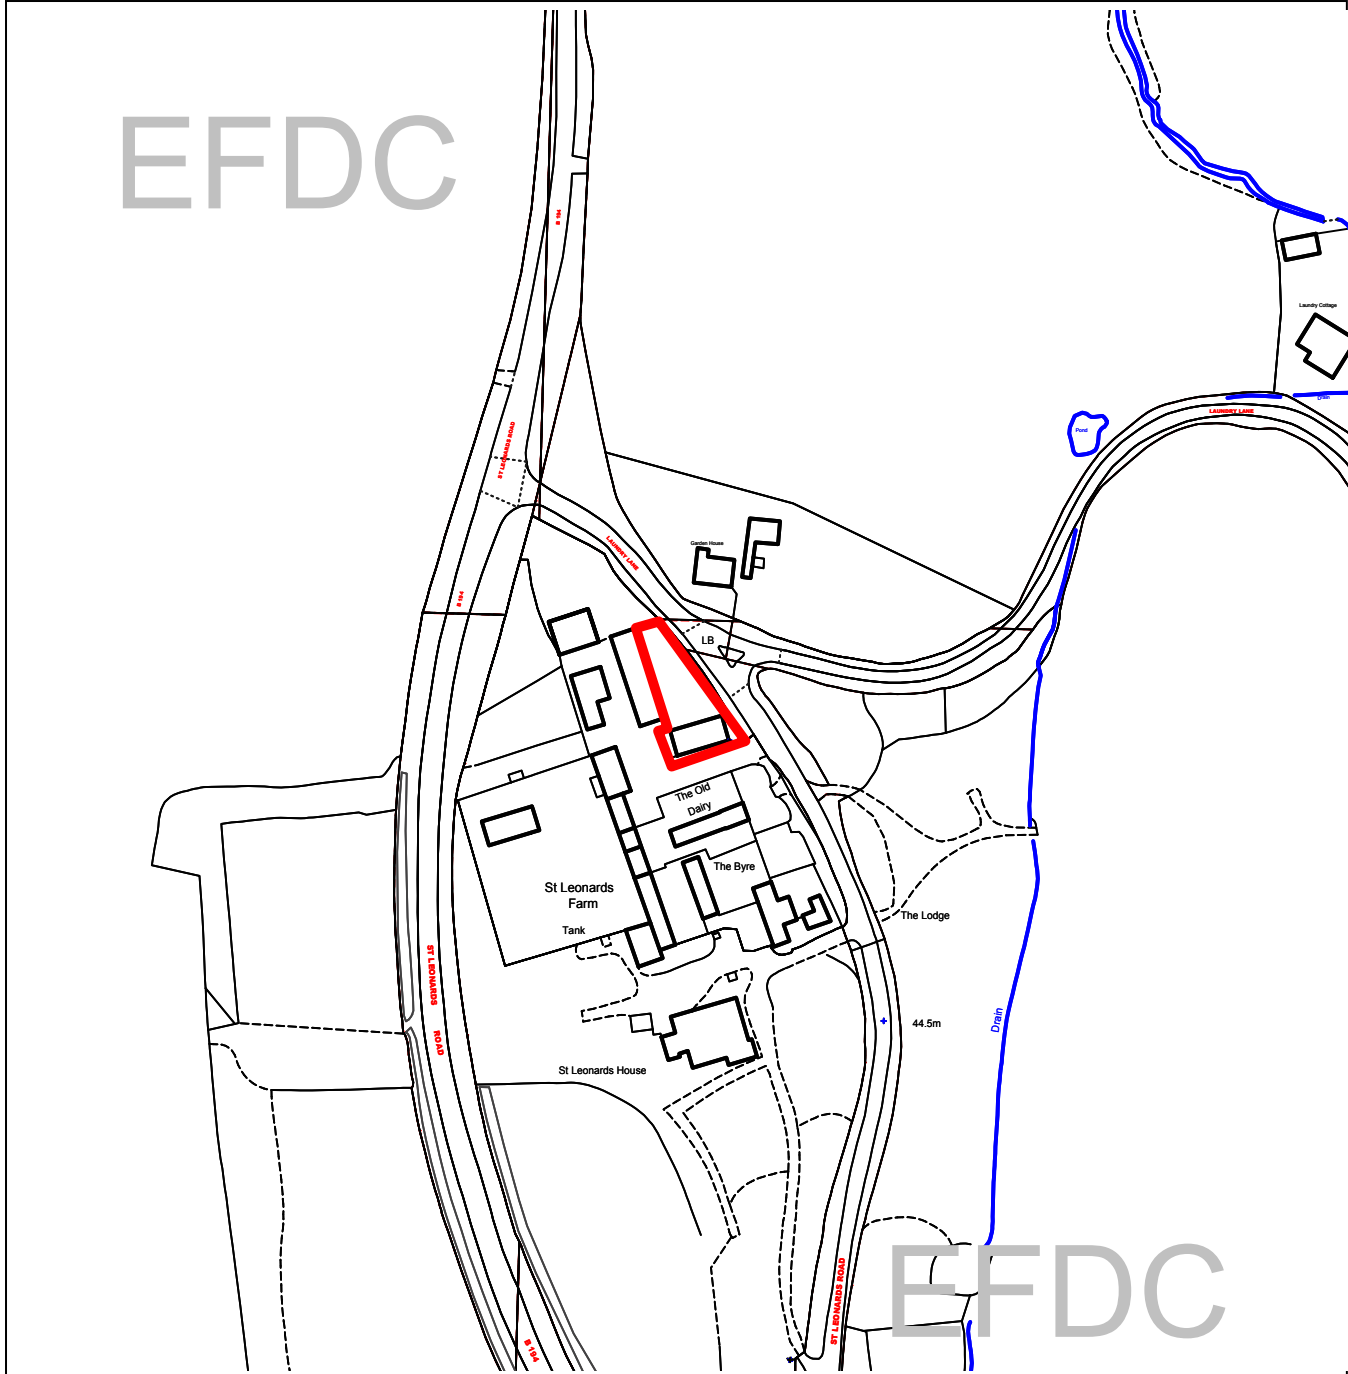 EFDC
B 194
Laundry Cottage
Drain
LAUNDRY LANE
Pond
ST LEONARDS ROAD
LAUNDRY LANE
Garden House
B 194
LB
The Old
Dairy
The Byre
St Leonards
Farm
The Lodge
Tank
ST LEONARDS
ROAD
44.5m
Drain
St Leonards House
EFDC
ST LEONARDS ROAD
B 194